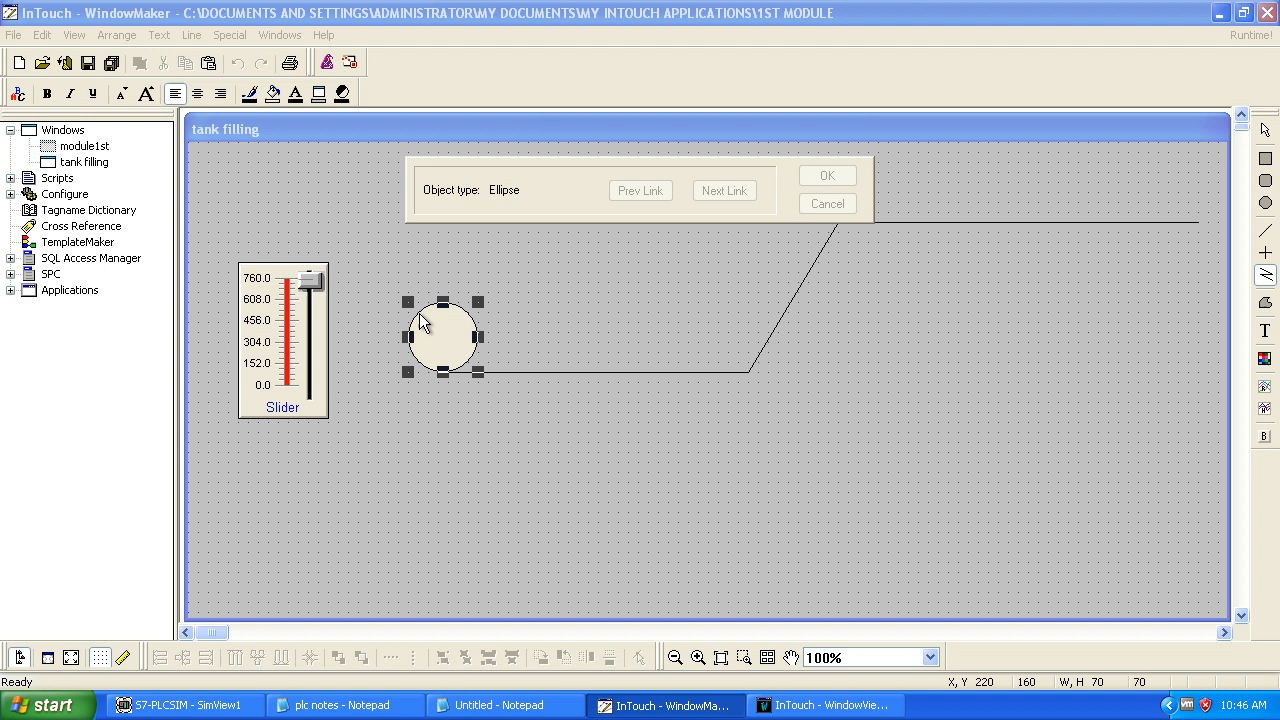 InTouch - WindowMaker - C:\DOCUMENTS AND SETTINGS\ADMINISTRATOR\MY DOCUMENTS\MY INTOUCH APPLICATIONS\1ST MODULE
File Edit View Arrange Text Line Special Windows Help Runtime!
B I U A A A
Windows
module1st
tank filling
Scripts
Configure
Tagname Dictionary
Cross Reference
TemplateMaker
SQL Access Manager
SPC
Applications
tank filling
Object type: Ellipse Prev Link Next Link OK
Cancel
760.0
608.0
456.0
304.0
152.0
0.0
Slider
T
B
100%
Ready X, Y 220 160 W, H 70 70
start S7-PLCSIM - SimView1 plc notes - Notepad Untitled - Notepad InTouch - WindowMa... InTouch - WindowVie... 10:46 AM